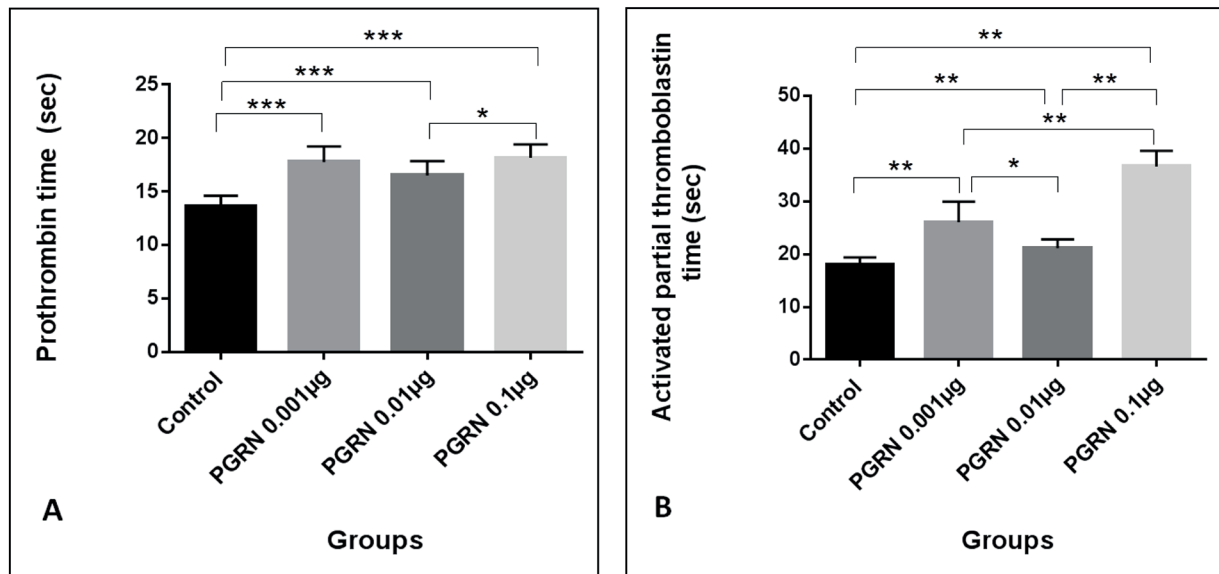 ***
***
***
*
Prothrombin time (sec)
25
20
15
10
5
0
Control
PGRN 0.001µg
PGRN 0.01µg
PGRN 0.1µg
A
Groups
**
**
**
**
**
*
Activated partial thromboblastin
time (sec)
50
40
30
20
10
0
Control
PGRN 0.001µg
PGRN 0.01µg
PGRN 0.1µg
B
Groups